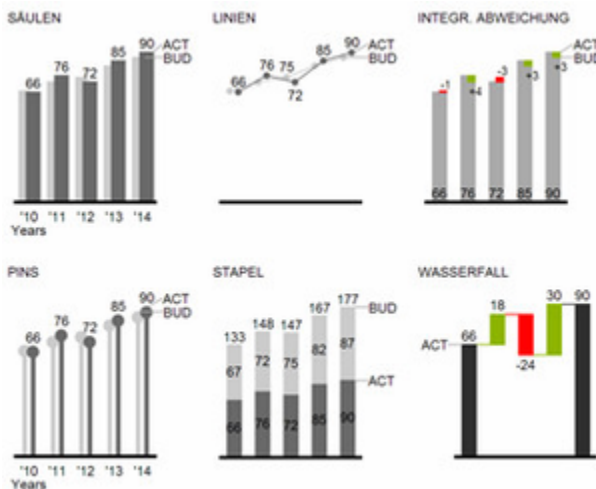 SÄULEN
66 76 72 85 90 ACT
BUD
'10 '11 '12 '13 '14
Years
LINIEN
66 76 75 72 85 90 ACT
BUD
INTEGR. ABWEICHUNG
-1 +4 -3 +3 +3 ACT
BUD
66 76 72 85 90
PINS
66 76 72 85 90 ACT
BUD
'10 '11 '12 '13 '14
Years
STAPEL
133 148 147 167 177
BUD
67 72 75 82 87
ACT
66 76 72 85 90
WASSERFALL
18 30 90
ACT 66
-24